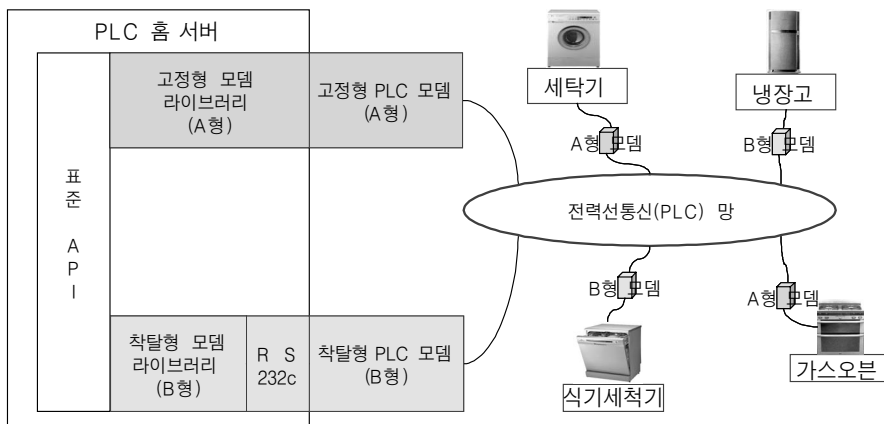 PLC 홈 서버
표준 API
고정형 모뎀
라이브러리
(A형)
고정형 PLC 모뎀
(A형)
착탈형 모뎀
라이브러리
(B형)
R S
232c
착탈형 PLC 모뎀
(B형)
세탁기
냉장고
A형 모뎀
B형 모뎀
전력선통신(PLC) 망
B형 모뎀
A형 모뎀
식기세척기
가스오븐